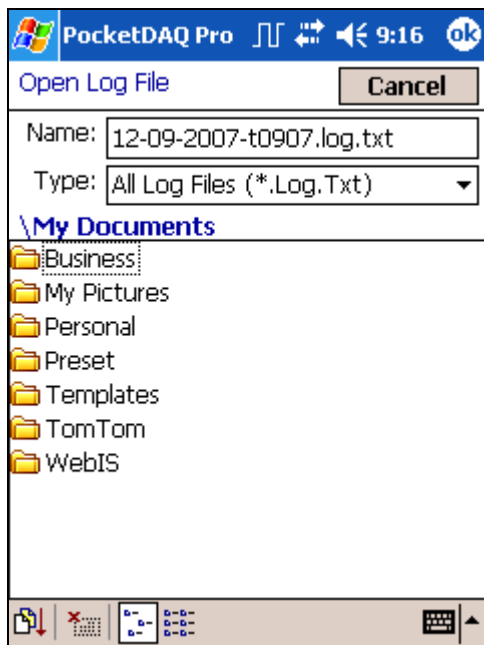 PocketDAQ Pro 9:16 ok
Open Log File Cancel
Name: 12-09-2007-t0907.log.txt
Type: All Log Files (*.Log.Txt)
\My Documents
Business
My Pictures
Personal
Preset
Templates
TomTom
WebIS